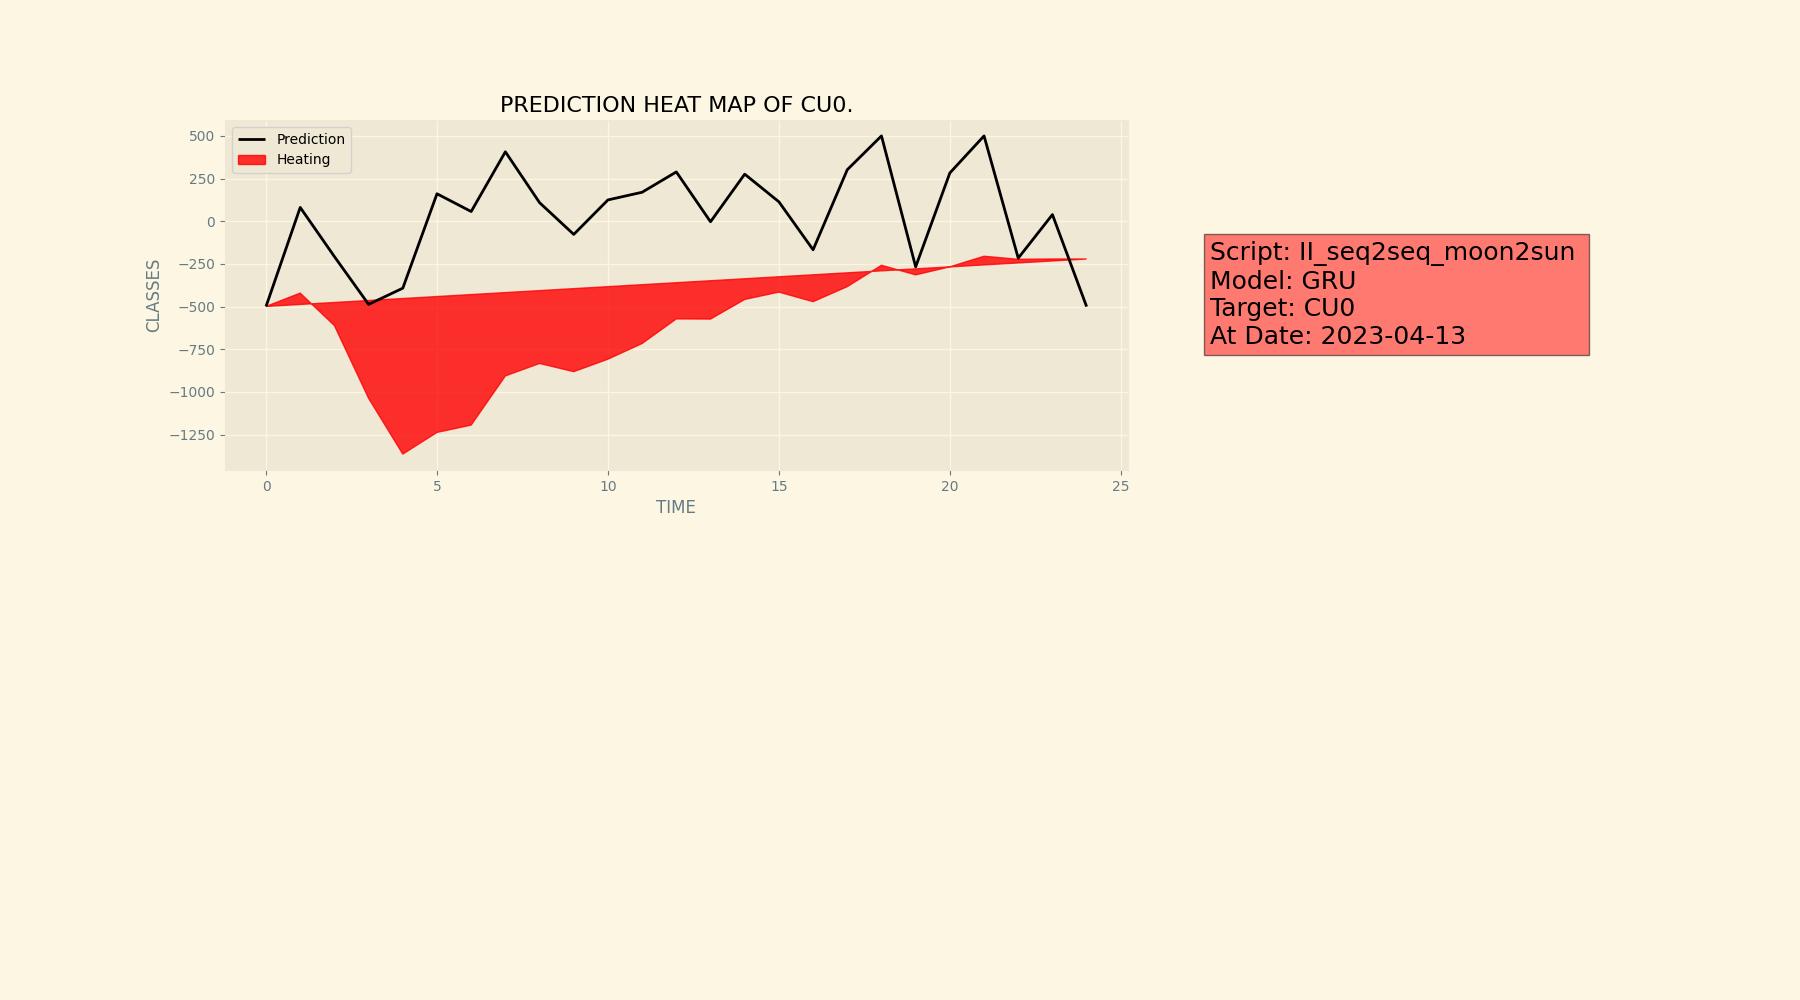 PREDICTION HEAT MAP OF CU0.
Prediction
Heating
500
250
0
−250
−500
−750
−1000
−1250
CLASSES
0 5 10 15 20 25
TIME
Script: II_seq2seq_moon2sun
Model: GRU
Target: CU0
At Date: 2023-04-13